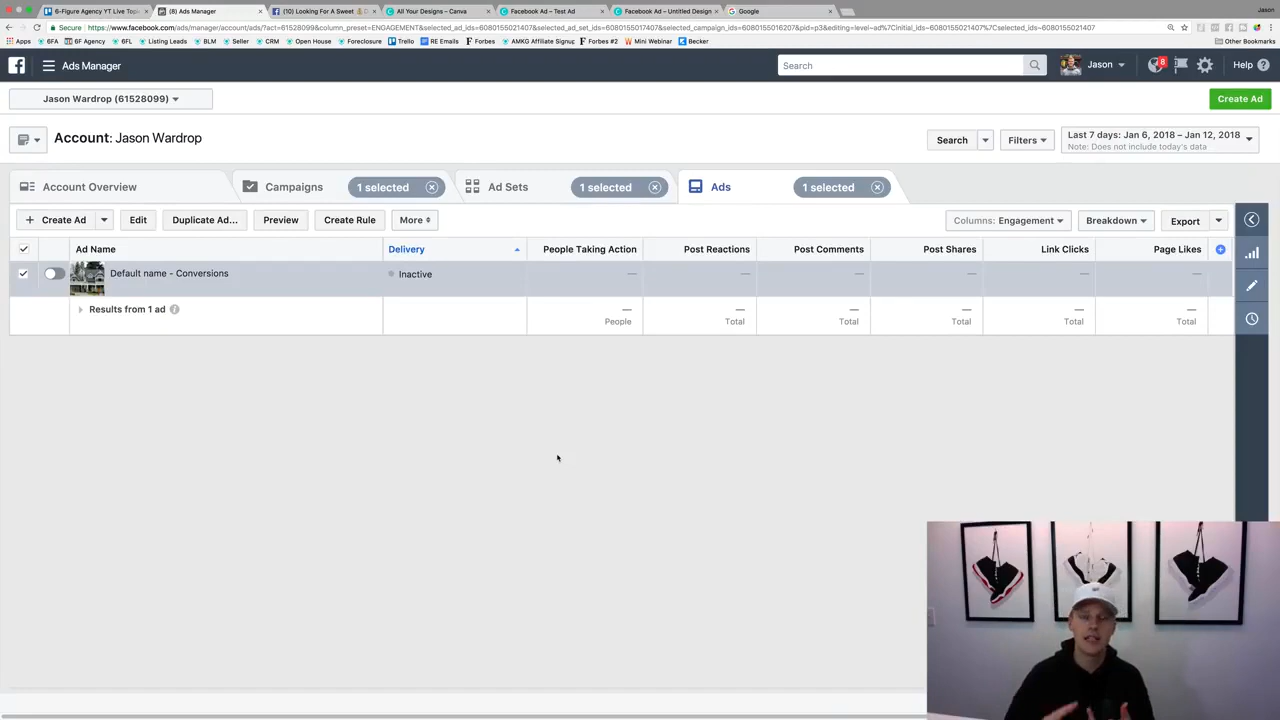 Jason
6-Figure Agency YT Live Topi
(8) Ads Manager
(10) Looking For A Sweet
All Your Designs – Canva
Facebook Ad – Test Ad
Facebook Ad – Untitled Design
Google
Secure
https://www.facebook.com/ads/manager/account/ads/?act=61528099&column_preset=ENGAGEMENT&selected_ad_ids=6080155021407&selected_ad_set_ids=6080155017407&selected_campaign_ids=6080155016207&pid=p3&editing=level=ad%7Cinitial_ids=6080155021407%7Cselected_ids=6080155021407
Apps 6FA 6F Agency 6FL Listing Leads BLM Seller CRM Open House Foreclosure Trello RE Emails Forbes AMKG Affiliate Signup Forbes #2 Mini Webinar Becker Other Bookmarks
Ads Manager
Search
Jason
8
Help
Jason Wardrop (61528099)
Create Ad
Account: Jason Wardrop
Search
Filters
Last 7 days: Jan 6, 2018 – Jan 12, 2018
Note: Does not include today's data
Account Overview
Campaigns
1 selected
Ad Sets
1 selected
Ads
1 selected
+ Create Ad
Edit
Duplicate Ad...
Preview
Create Rule
More
Columns: Engagement
Breakdown
Export
Ad Name
Delivery
People Taking Action
Post Reactions
Post Comments
Post Shares
Link Clicks
Page Likes
Default name - Conversions
Inactive
— — — — — —
Results from 1 ad
— — — — — —
People Total Total Total Total Total